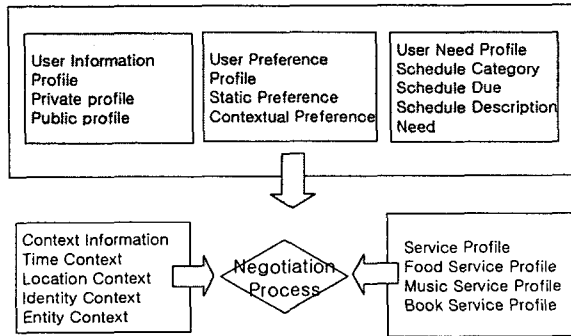 User Information
Profile
Private profile
Public profile
User Preference
Profile
Static Preference
Contextual Preference
User Need Profile
Schedule Category
Schedule Due
Schedule Description
Need
Context Information
Time Context
Location Context
Identity Context
Entity Context
Negotiation
Process
Service Profile
Food Service Profile
Music Service Profile
Book Service Profile